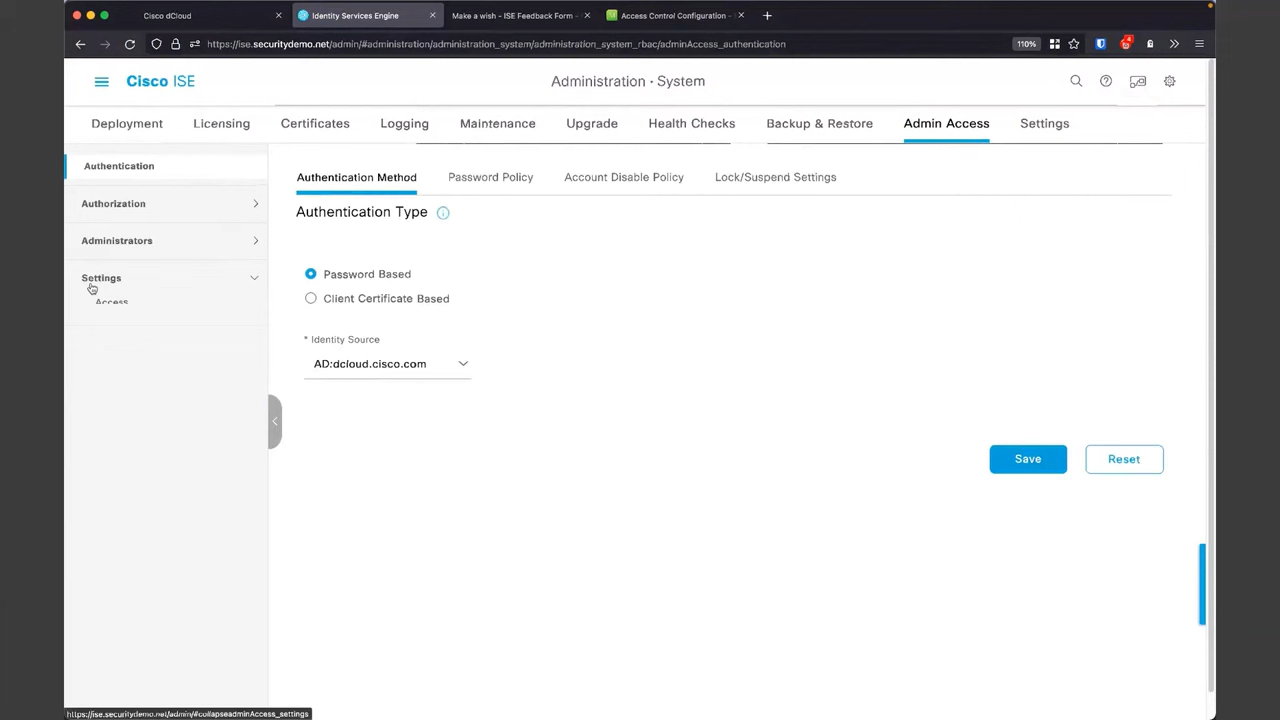 Cisco dCloud
Identity Services Engine
Make a wish - ISE Feedback Form -
Access Control Configuration -
https://ise.securitydemo.net/admin/#administration/administration_system/administration_system_rbac/adminAccess_authentication
110%
4
Cisco ISE
Administration · System
Deployment
Licensing
Certificates
Logging
Maintenance
Upgrade
Health Checks
Backup & Restore
Admin Access
Settings
Authentication
Authorization
Administrators
Settings
Access
Authentication Method
Password Policy
Account Disable Policy
Lock/Suspend Settings
Authentication Type
Password Based
Client Certificate Based
* Identity Source
AD:dcloud.cisco.com
Save
Reset
https://ise.securitydemo.net/admin/#collapseadminAccess_settings